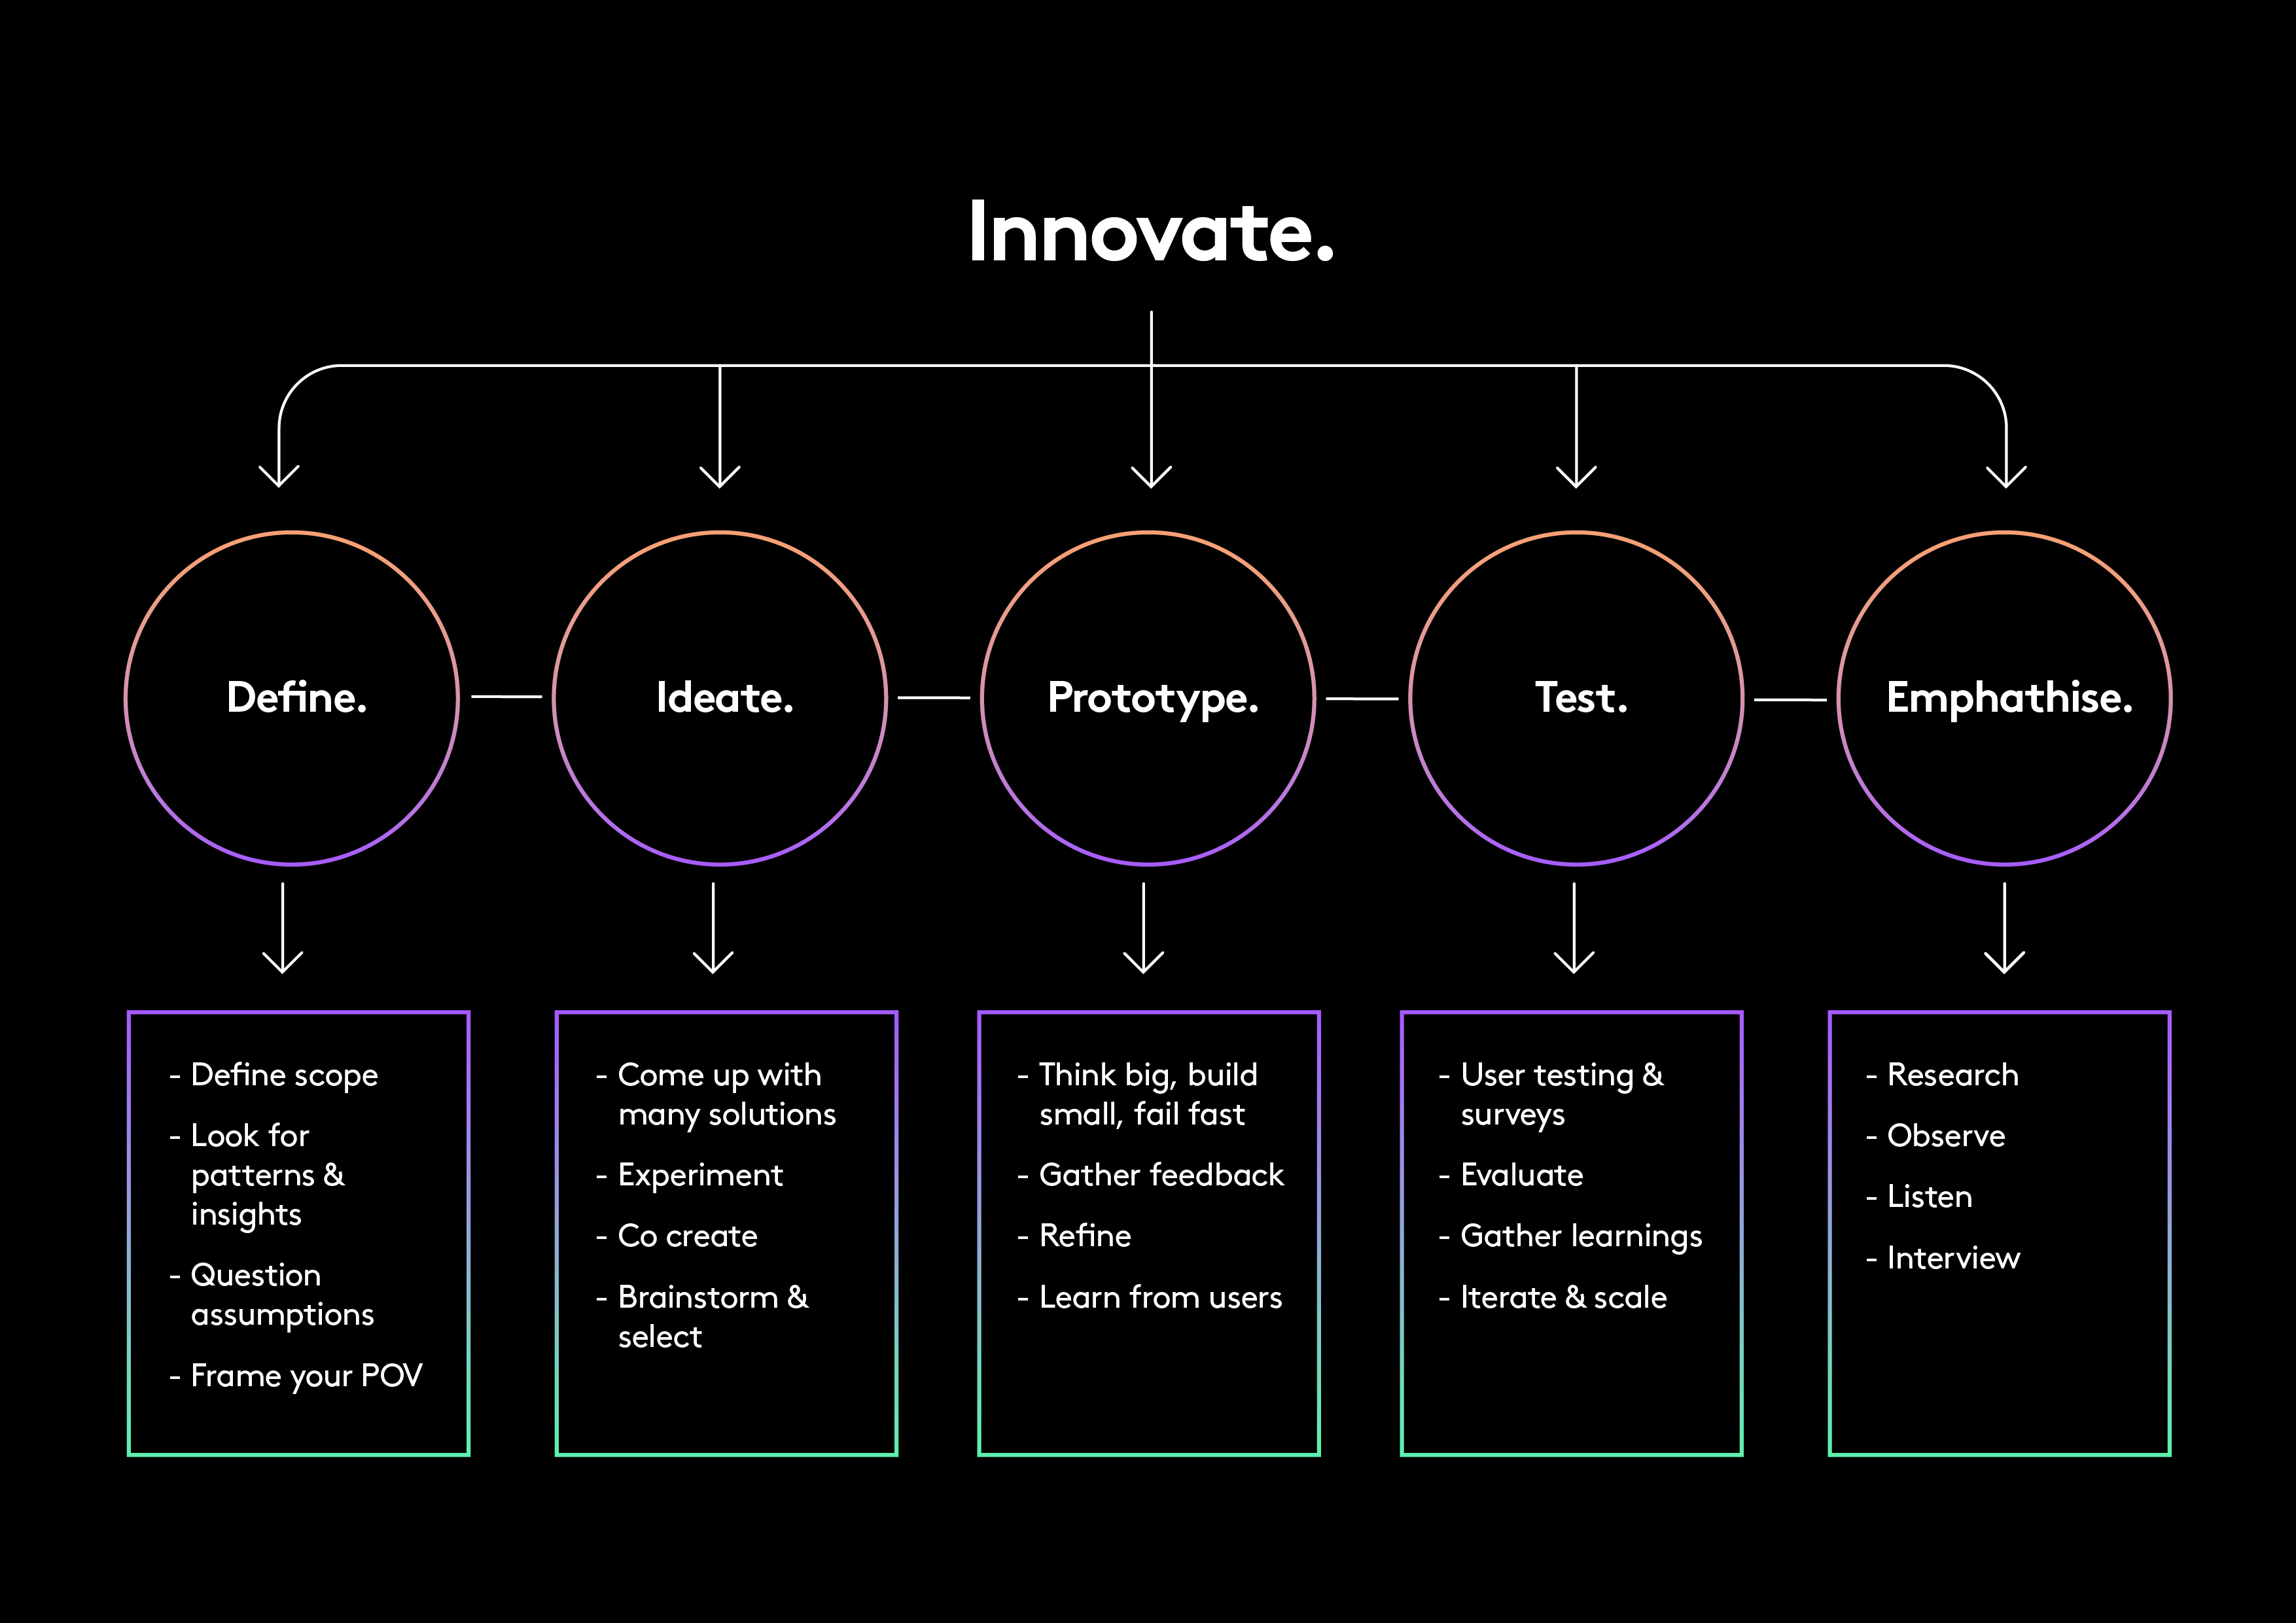 Innovate.
Define.
Ideate.
Prototype.
Test.
Emphathise.
- Define scope
- Look for
patterns &
insights
- Question
assumptions
- Frame your POV
- Come up with
many solutions
- Experiment
- Co create
- Brainstorm &
select
- Think big, build
small, fail fast
- Gather feedback
- Refine
- Learn from users
- User testing &
surveys
- Evaluate
- Gather learnings
- Iterate & scale
- Research
- Observe
- Listen
- Interview